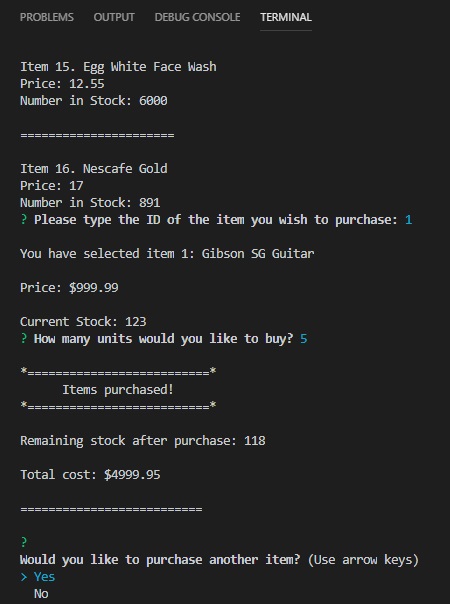 PROBLEMS OUTPUT DEBUG CONSOLE TERMINAL
Item 15. Egg White Face Wash
Price: 12.55
Number in Stock: 6000
======================
Item 16. Nescafe Gold
Price: 17
Number in Stock: 891
? Please type the ID of the item you wish to purchase: 1
You have selected item 1: Gibson SG Guitar
Price: $999.99
Current Stock: 123
? How many units would you like to buy? 5
*==========================*
Items purchased!
*==========================*
Remaining stock after purchase: 118
Total cost: $4999.95
==========================
?
Would you like to purchase another item? (Use arrow keys)
> Yes
No